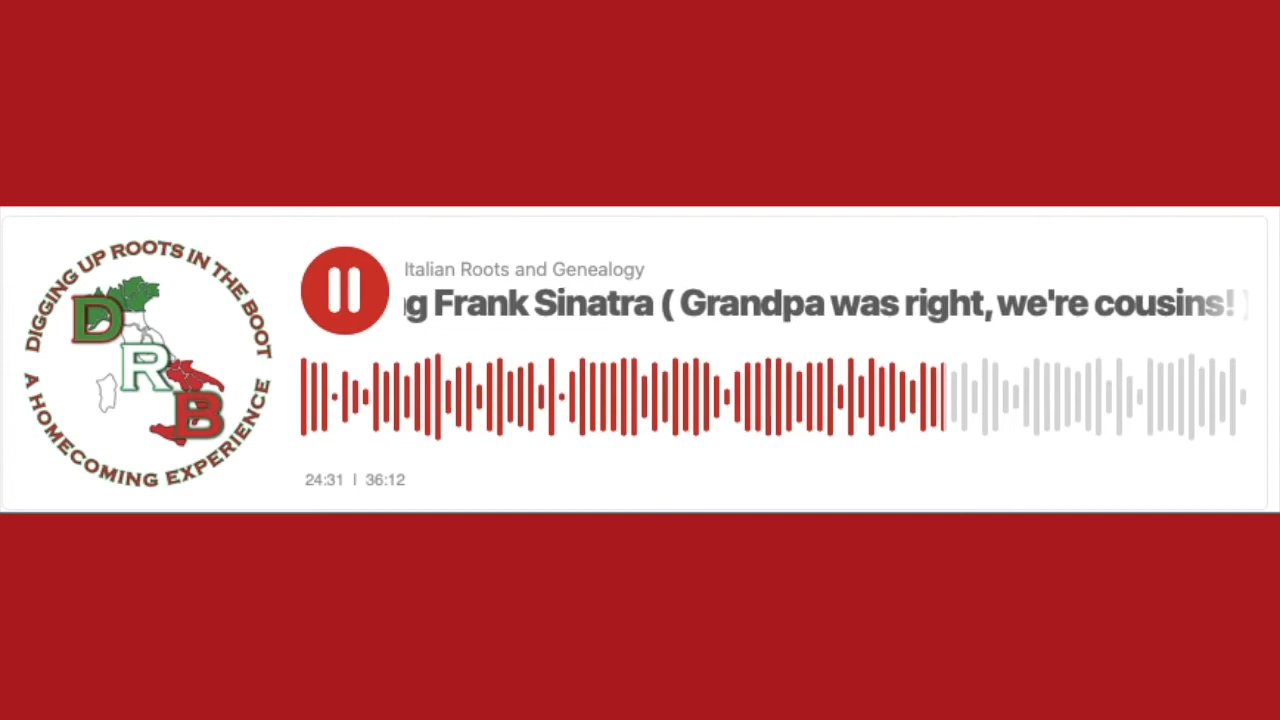 DIGGING UP ROOTS IN THE BOOT
DRB
A HOMECOMING EXPERIENCE
Italian Roots and Genealogy
g Frank Sinatra ( Grandpa was right, we're cousins! )
24:31 | 36:12